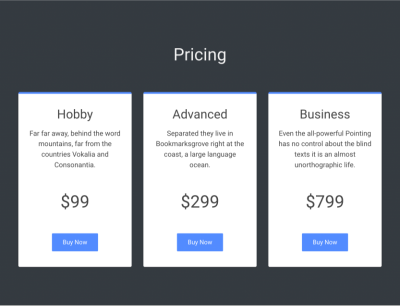 Pricing
Hobby
Far far away, behind the word
mountains, far from the
countries Vokalia and
Consonantia.
$99
Buy Now
Advanced
Separated they live in
Bookmarksgrove right at the
coast, a large language
ocean.
$299
Buy Now
Business
Even the all-powerful Pointing
has no control about the blind
texts it is an almost
unorthographic life.
$799
Buy Now